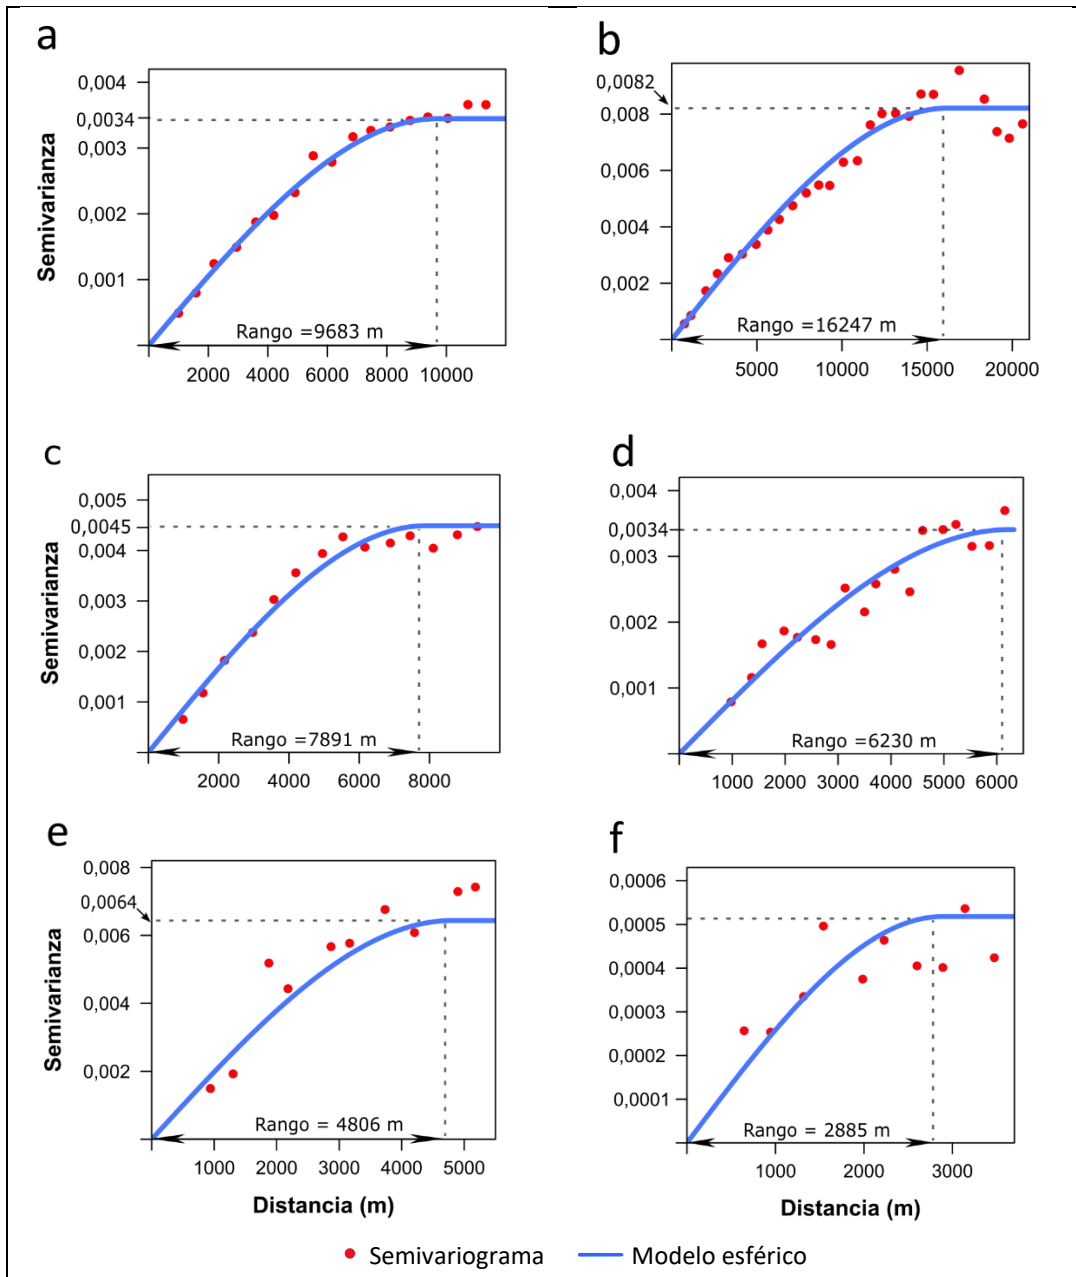 a
0,004
0,0034
0,003
0,002
0,001
Semivarianza
Rango =9683 m
2000 4000 6000 8000 10000
b
0,0082
0,008
0,006
0,004
0,002
Rango =16247 m
5000 10000 15000 20000
c
0,005
0,0045
0,004
0,003
0,002
0,001
Semivarianza
Rango =7891 m
2000 4000 6000 8000
d
0,004
0,0034
0,003
0,002
0,001
Rango =6230 m
1000 2000 3000 4000 5000 6000
e
0,008
0,0064
0,006
0,004
0,002
Semivarianza
Rango = 4806 m
1000 2000 3000 4000 5000
Distancia (m)
f
0,0006
0,0005
0,0004
0,0003
0,0002
0,0001
Rango = 2885 m
1000 2000 3000
Distancia (m)
Semivariograma Modelo esférico